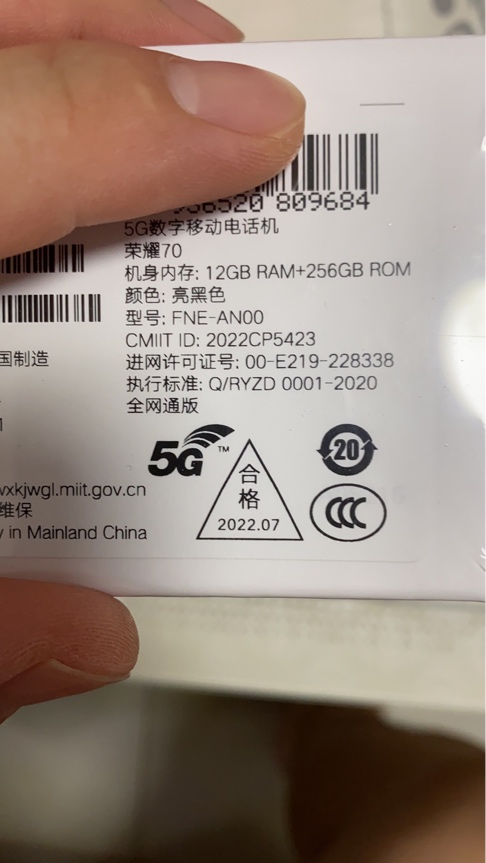 809684
5G数字移动电话机
荣耀70
机身内存: 12GB RAM+256GB ROM
颜色: 亮黑色
型号: FNE-AN00
CMIIT ID: 2022CP5423
国制造
进网许可证号: 00-E219-228338
执行标准: Q/RYZD 0001-2020
全网通版
5G™
20
合
格
2022.07
CCC
wxkjwgl.miit.gov.cn
维保
in Mainland China